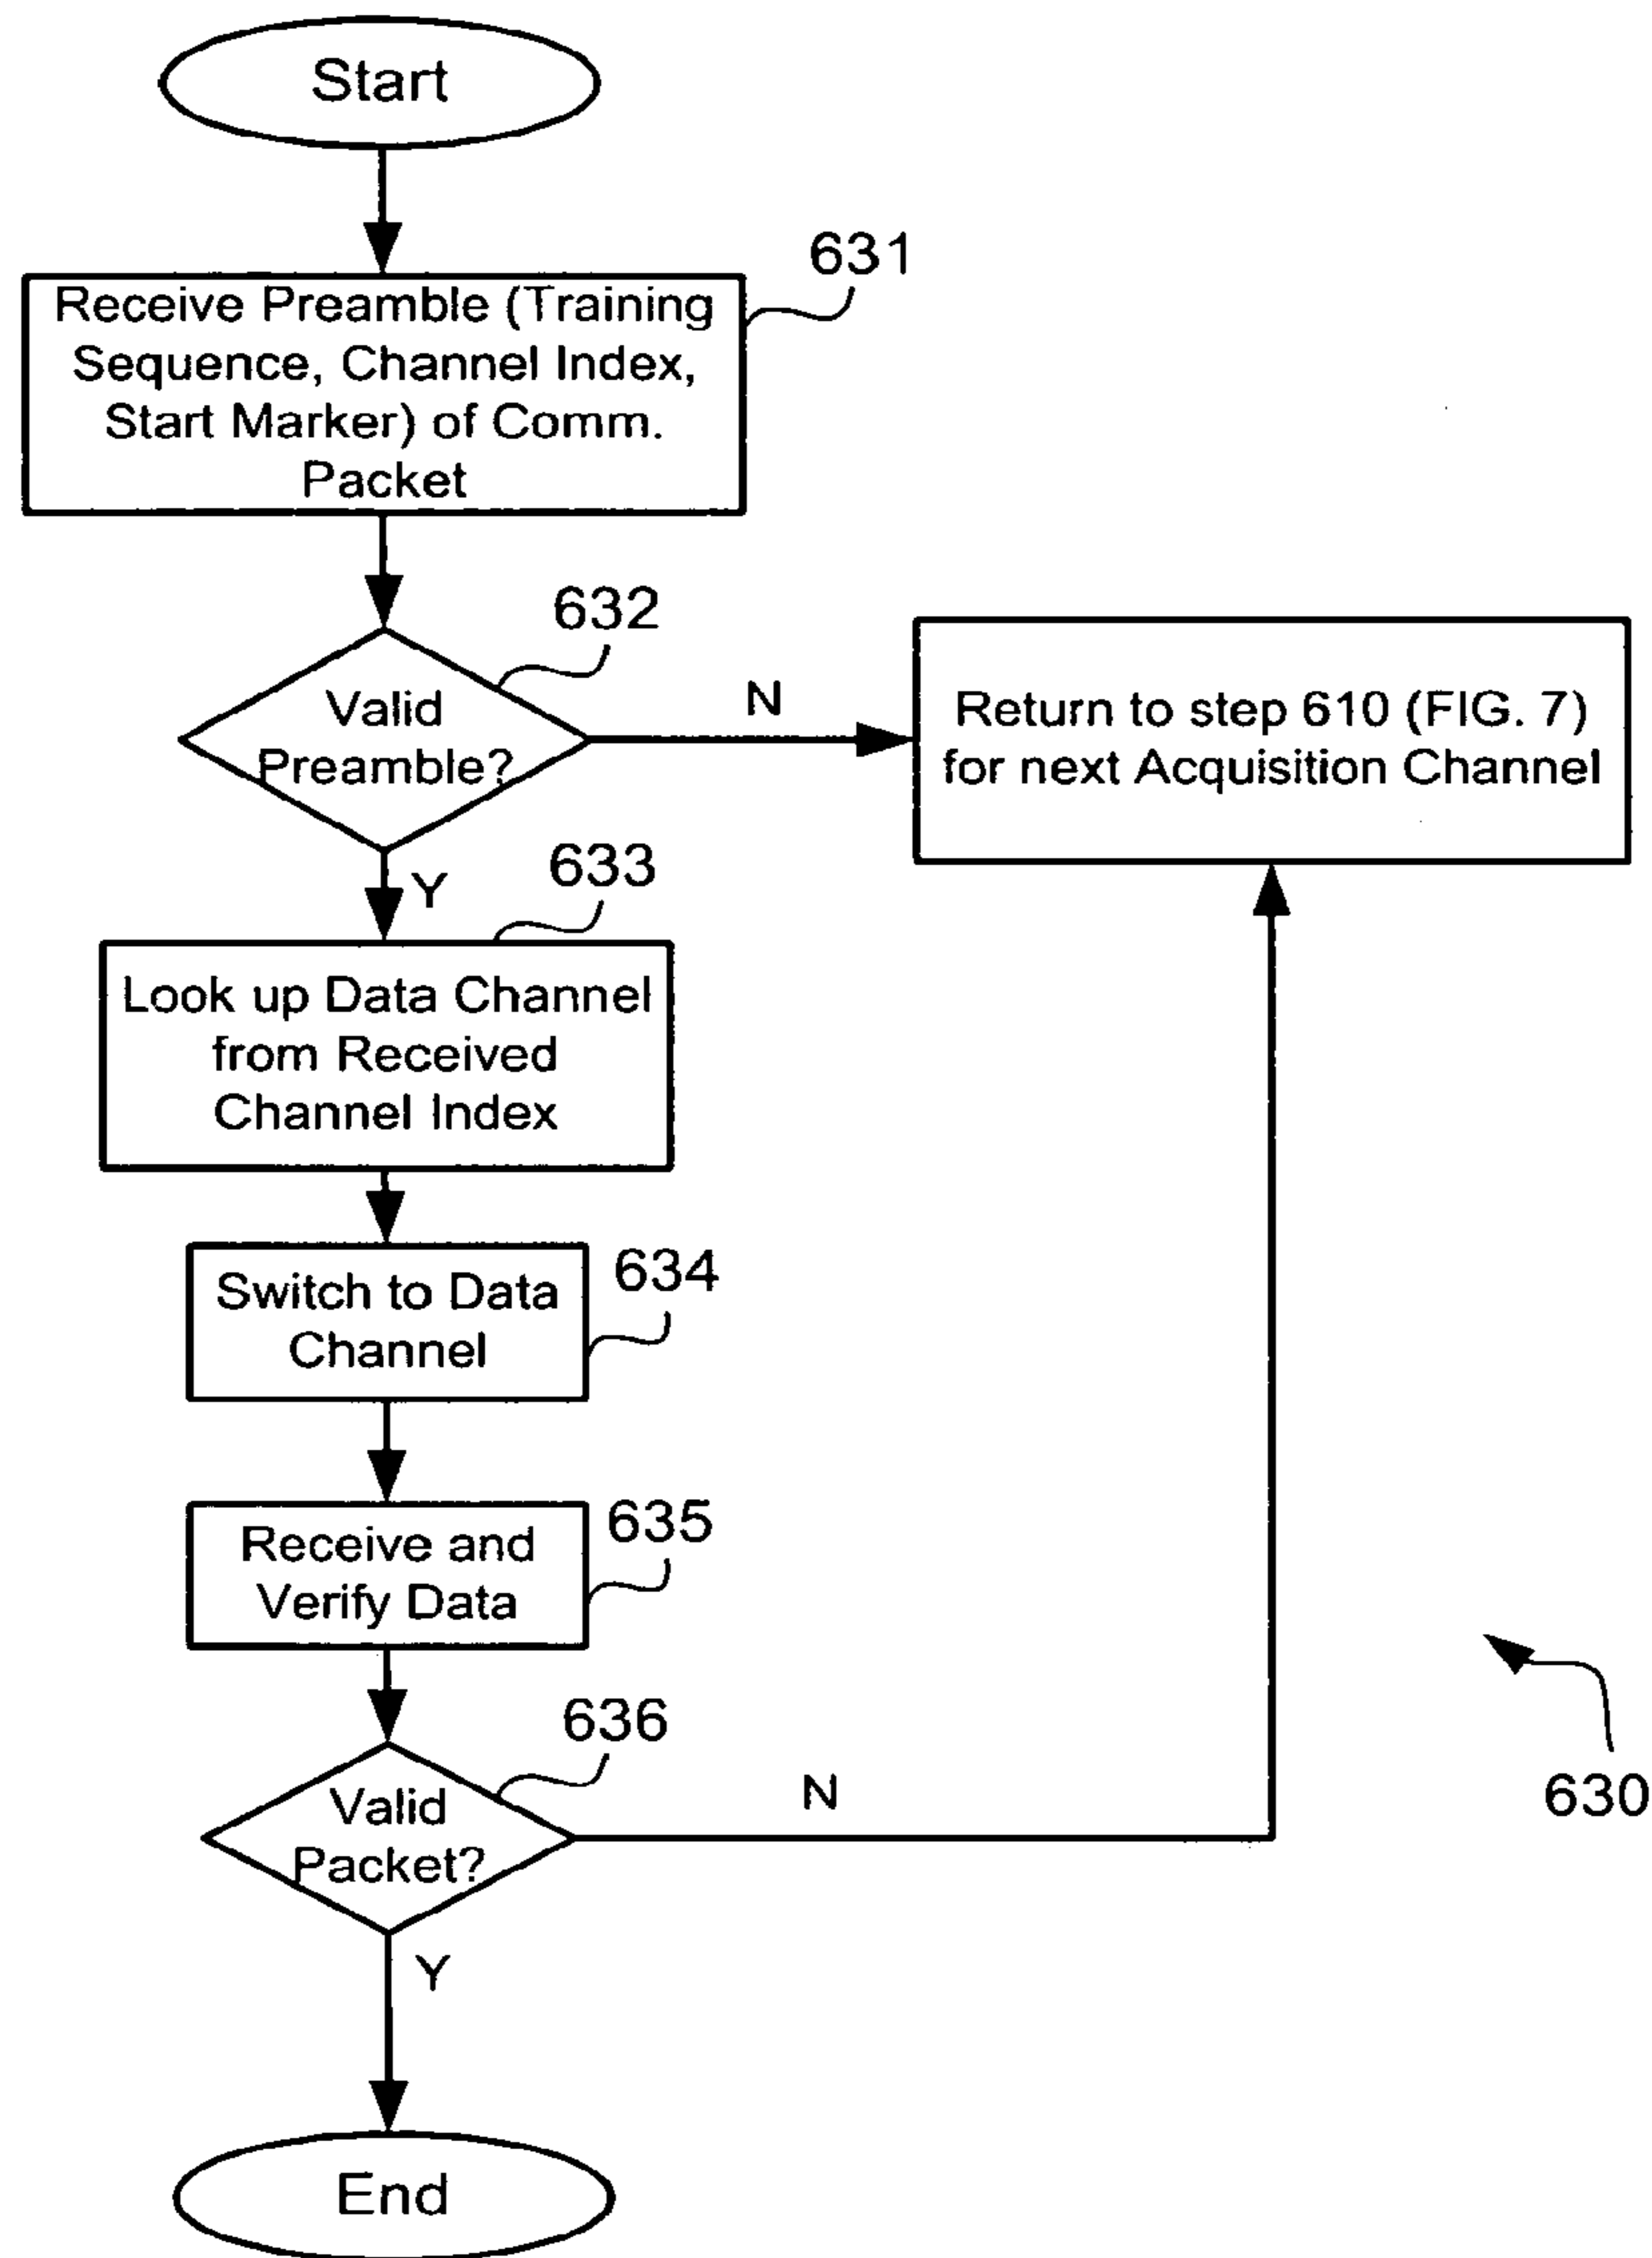 Start
631
Receive Preamble (Training
Sequence, Channel Index,
Start Marker) of Comm.
Packet
632
Valid
Preamble?
N
Return to step 610 (FIG. 7)
for next Acquisition Channel
Y
633
Look up Data Channel
from Received
Channel Index
634
Switch to Data
Channel
635
Receive and
Verify Data
636
Valid
Packet?
N
630
Y
End